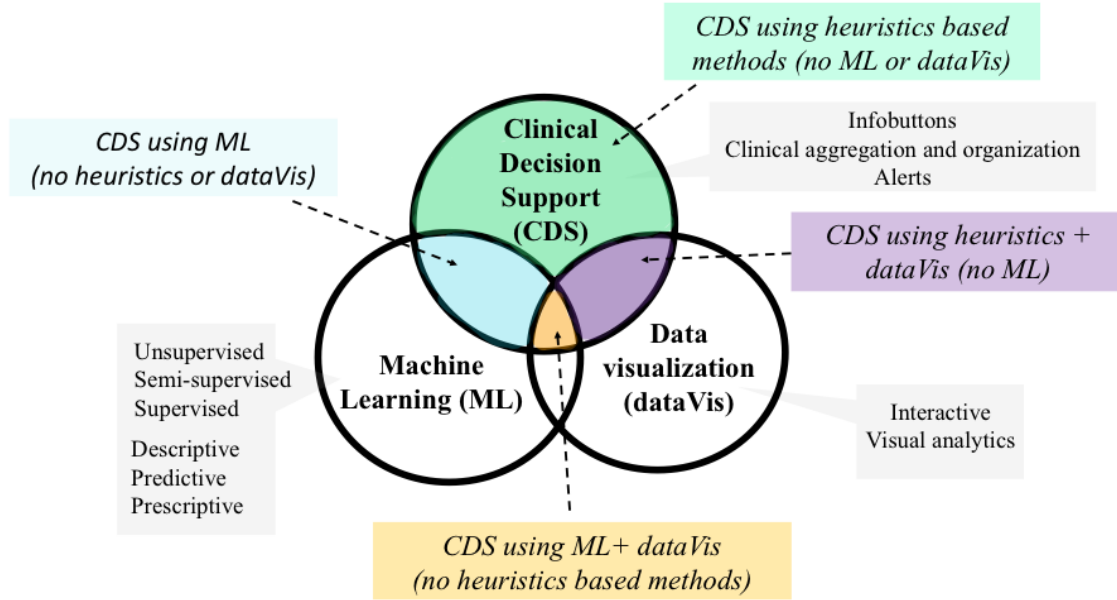 CDS using heuristics based
methods (no ML or dataVis)
CDS using ML
(no heuristics or dataVis)
Clinical
Decision
Support
(CDS)
Infobuttons
Clinical aggregation and organization
Alerts
CDS using heuristics +
dataVis (no ML)
Unsupervised
Semi-supervised
Supervised
Descriptive
Predictive
Prescriptive
Machine
Learning (ML)
Data
visualization
(dataVis)
Interactive
Visual analytics
CDS using ML+ dataVis
(no heuristics based methods)